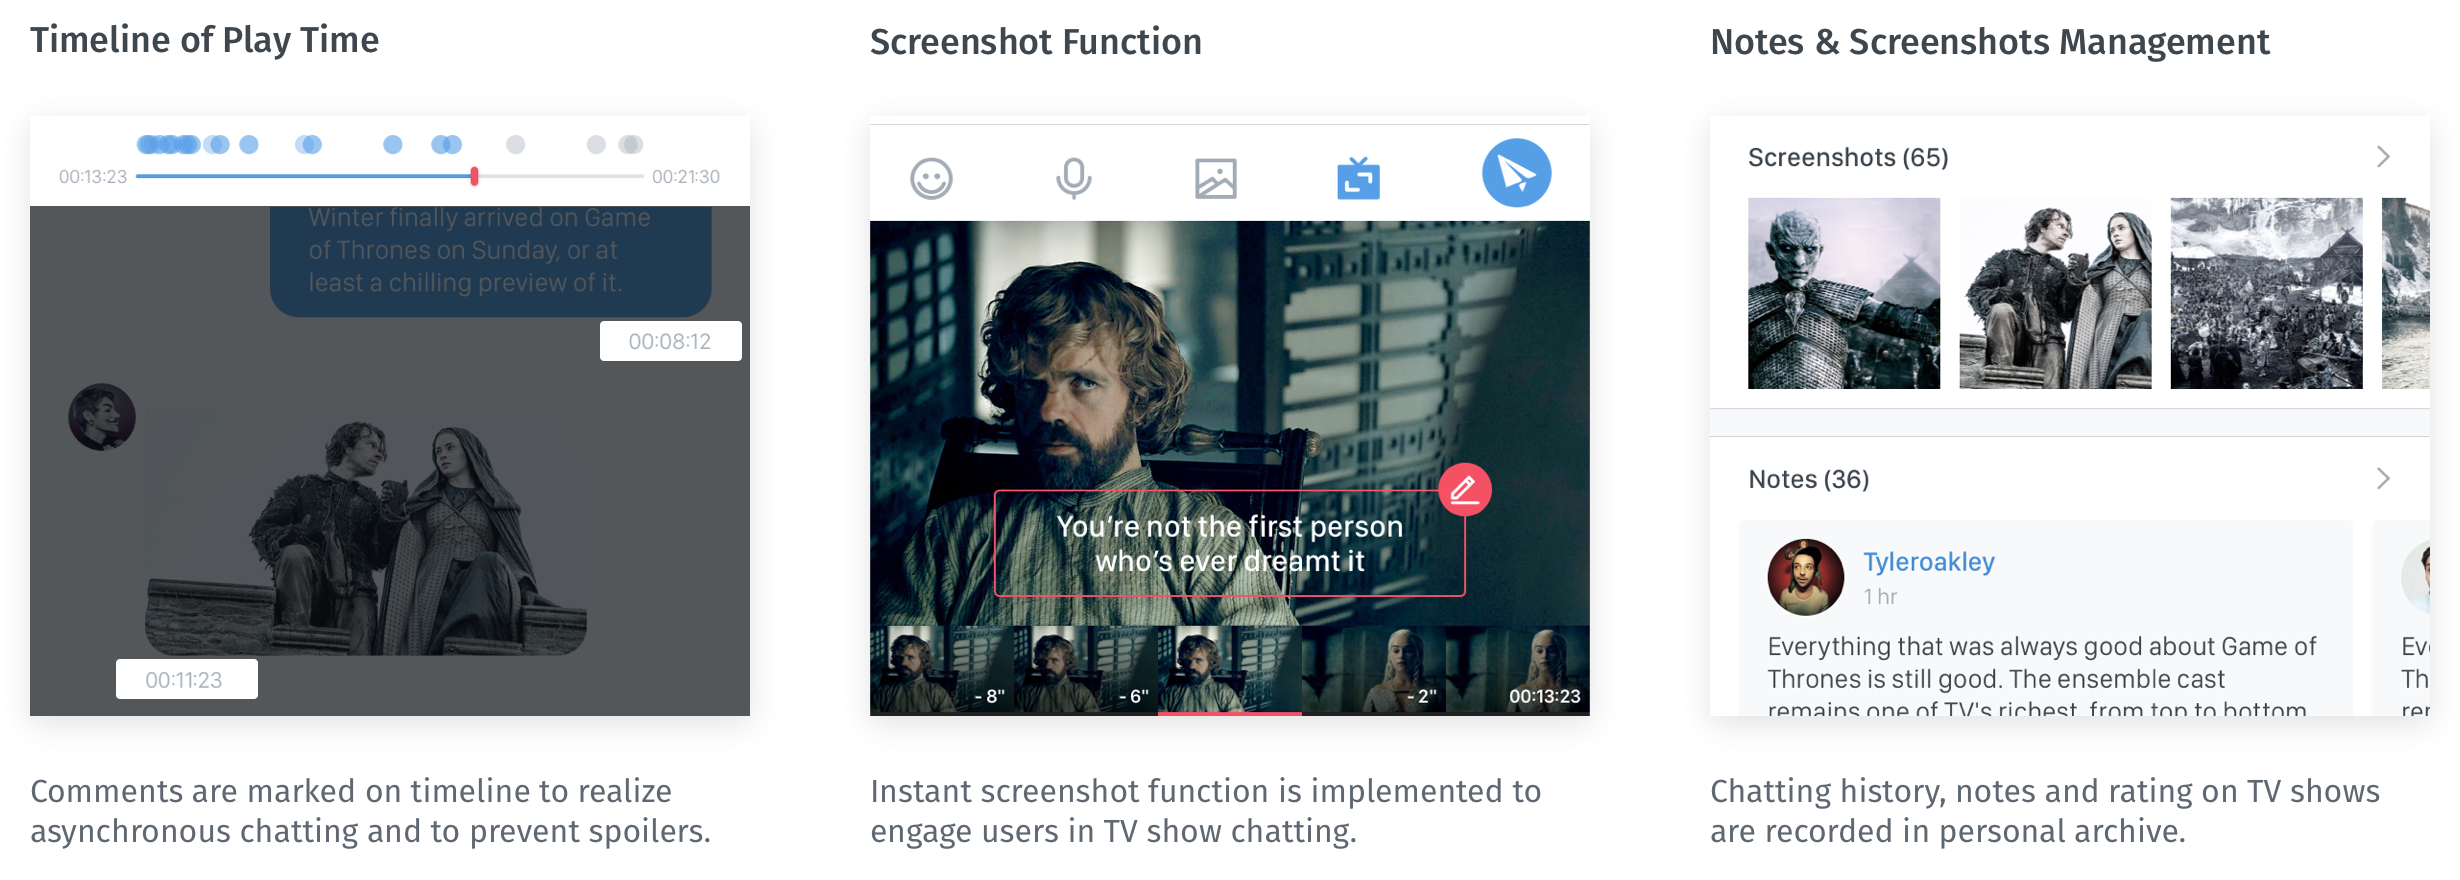 Timeline of Play Time
00:13:23
00:21:30
Winter finally arrived on Game
of Thrones on Sunday, or at
least a chilling preview of it.
00:08:12
00:11:23
Comments are marked on timeline to realize
asynchronous chatting and to prevent spoilers.
Screenshot Function
You're not the first person
who's ever dreamt it
- 8"
- 6"
- 2"
00:13:23
Instant screenshot function is implemented to
engage users in TV show chatting.
Notes & Screenshots Management
Screenshots (65)
Notes (36)
Tyleroakley
1 hr
Everything that was always good about Game of
Thrones is still good. The ensemble cast
remains one of TV's richest, from top to bottom
Chatting history, notes and rating on TV shows
are recorded in personal archive.